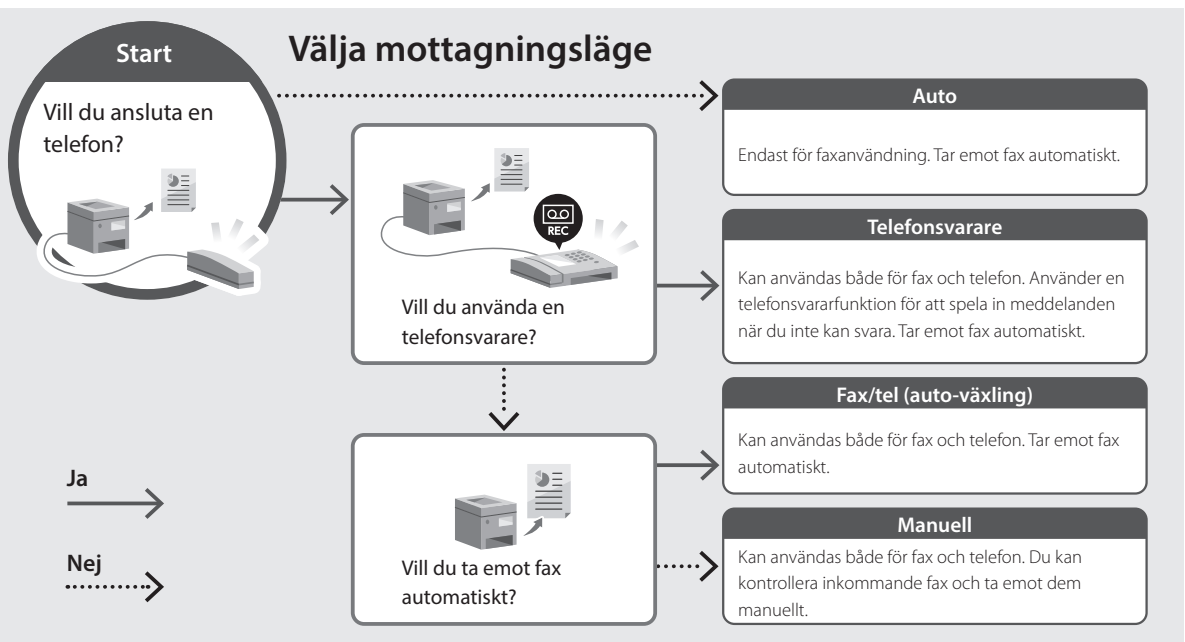 Start
Välja mottagningsläge
Vill du ansluta en
telefon?
Auto
Endast för faxanvändning. Tar emot fax automatiskt.
REC
Vill du använda en
telefonsvarare?
Telefonsvarare
Kan användas både för fax och telefon. Använder en
telefonsvararfunktion för att spela in meddelanden
när du inte kan svara. Tar emot fax automatiskt.
Fax/tel (auto-växling)
Kan användas både för fax och telefon. Tar emot fax
automatiskt.
Ja
Nej
Vill du ta emot fax
automatiskt?
Manuell
Kan användas både för fax och telefon. Du kan
kontrollera inkommande fax och ta emot dem
manuellt.